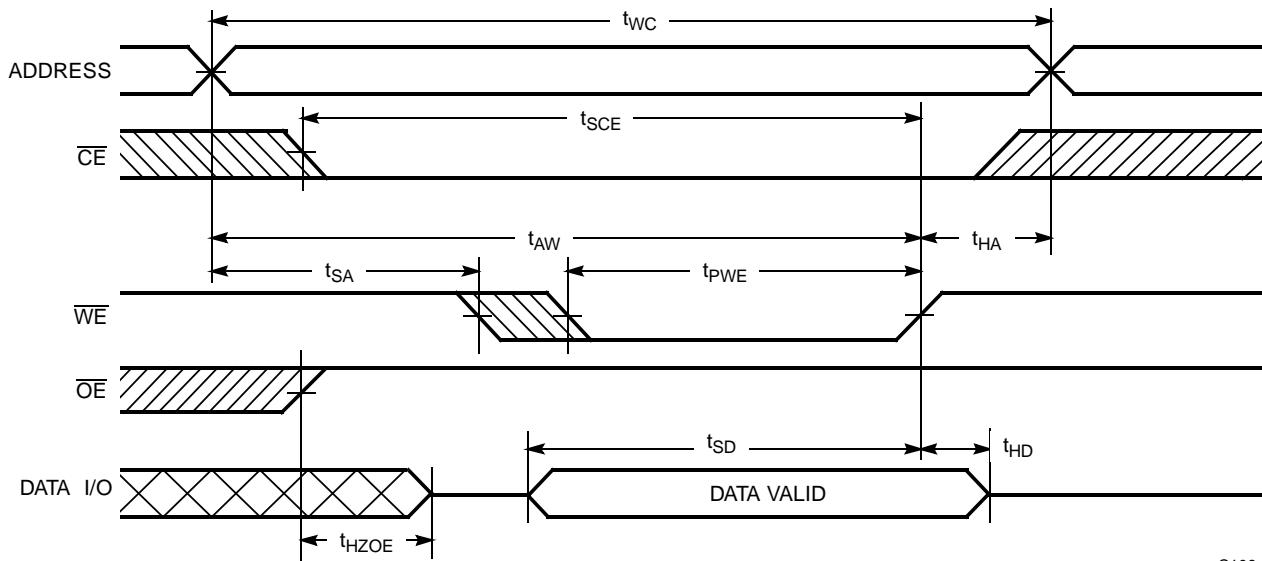 tWC
ADDRESS
tSCE
CE
tAW
tHA
tSA
tPWE
WE
OE
tSD
tHD
DATA I/O
DATA VALID
tHZOE